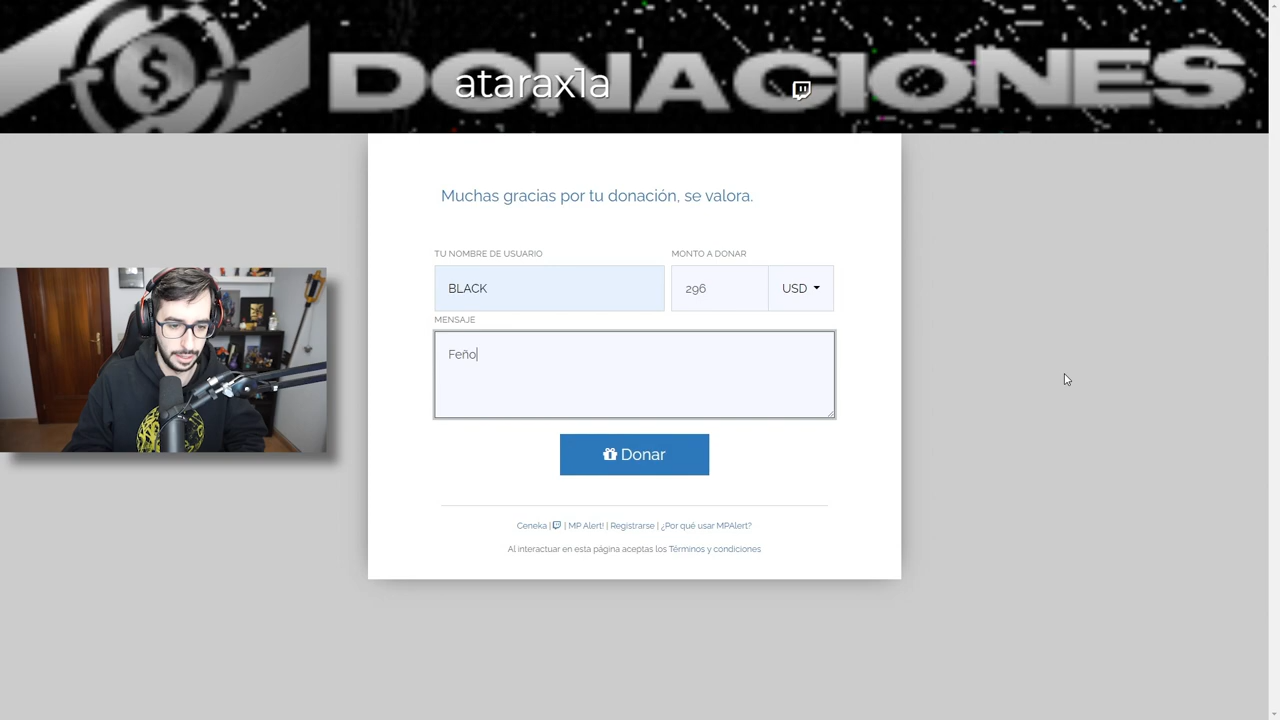 DONACIONES
atarax1a
Muchas gracias por tu donación, se valora.
TU NOMBRE DE USUARIO
MONTO A DONAR
BLACK
296
USD
MENSAJE
Feño
Donar
Ceneka | | MP Alert! | Registrarse | ¿Por qué usar MPAlert?
Al interactuar en esta página aceptas los Términos y condiciones